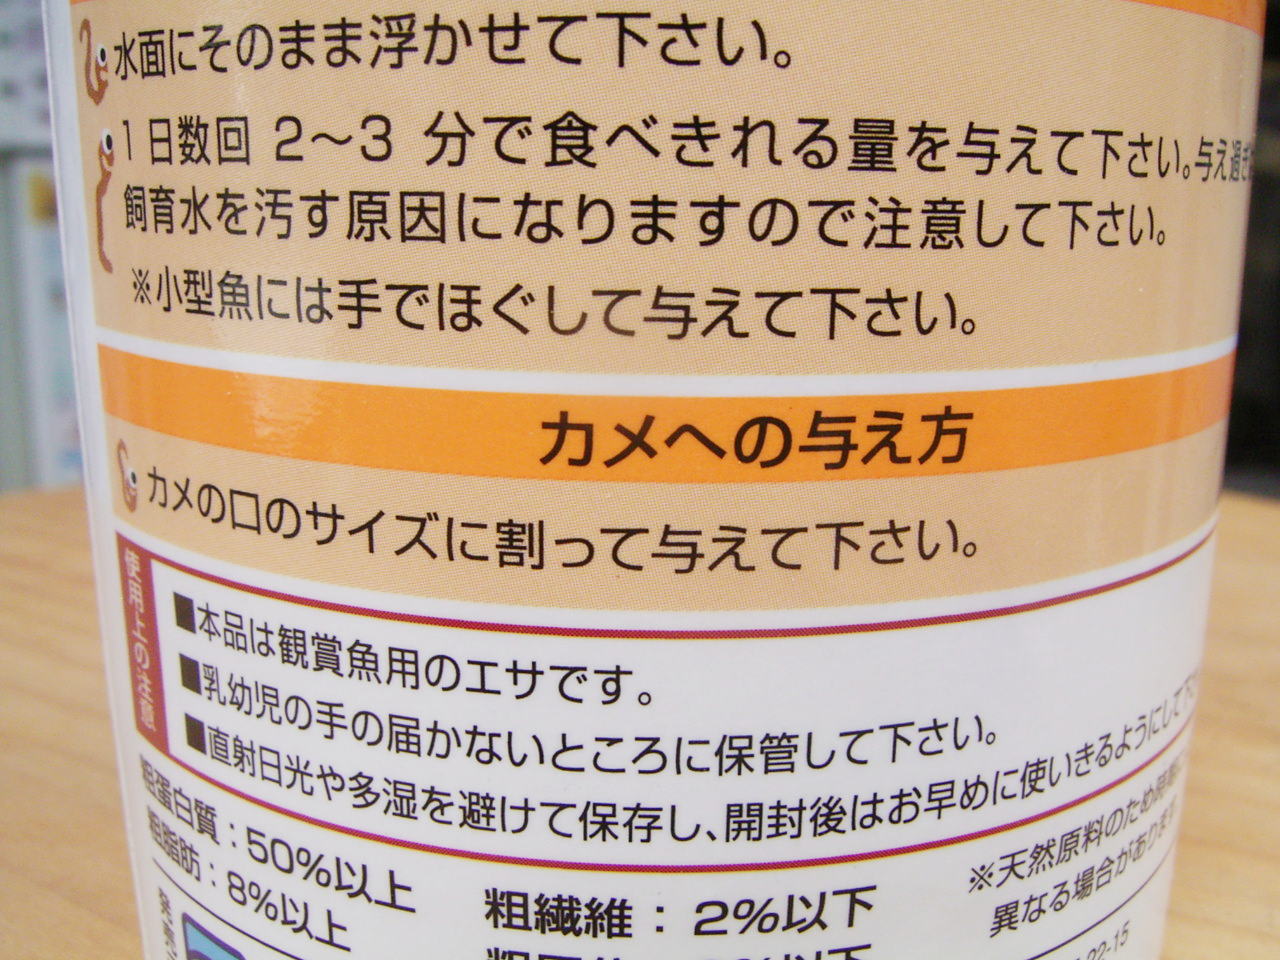 水面にそのまま浮かせて下さい。
1日数回 2〜3 分で食べきれる量を与えて下さい。与え過ぎ
飼育水を汚す原因になりますので注意して下さい。
※小型魚には手でほぐして与えて下さい。
カメへの与え方
カメの口のサイズに割って与えて下さい。
使用上の注意
■本品は観賞魚用のエサです。
■乳幼児の手の届かないところに保管して下さい。
■直射日光や多湿を避けて保存し、開封後はお早めに使いきるようにして下さ
粗蛋白質:50%以上
粗脂肪:8%以上
粗繊維:2%以下
※天然原料のため
異なる場合があります
22-15